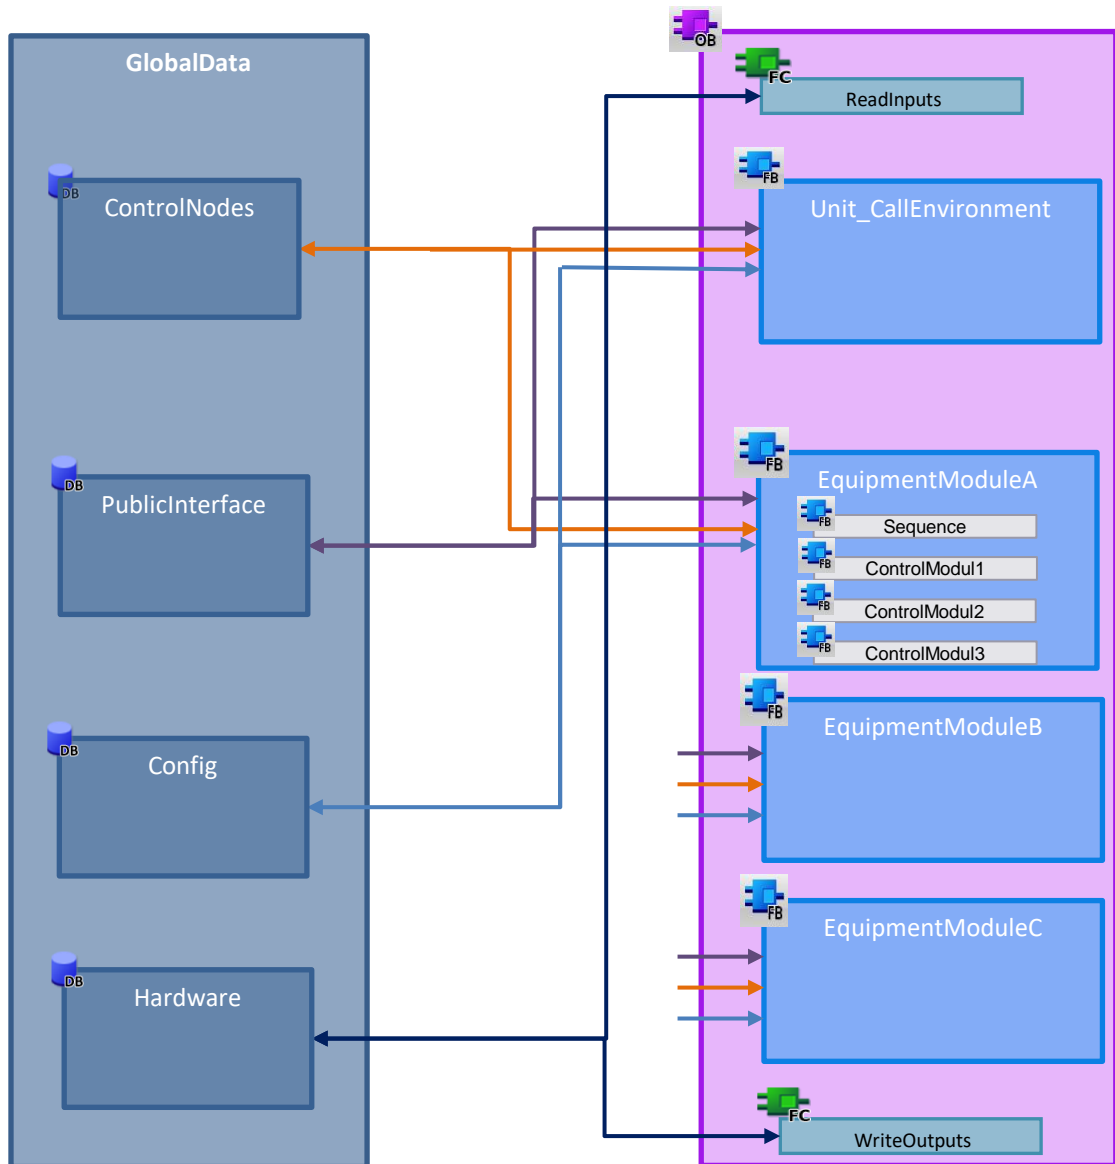 GlobalData
DB
ControlNodes
DB
PublicInterface
DB
Config
DB
Hardware
OB
FC
ReadInputs
FB
Unit_CallEnvironment
FB
EquipmentModuleA
FB
Sequence
FB
ControlModul1
FB
ControlModul2
FB
ControlModul3
FB
EquipmentModuleB
FB
EquipmentModuleC
FC
WriteOutputs